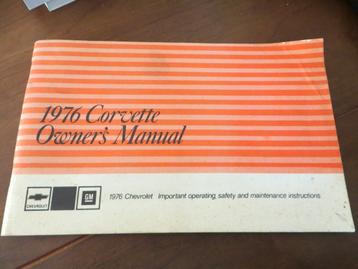 1976 Corvette
Owner's Manual
CHEVROLET
GM
1976 Chevrolet Important operating, safety and maintenance instructions